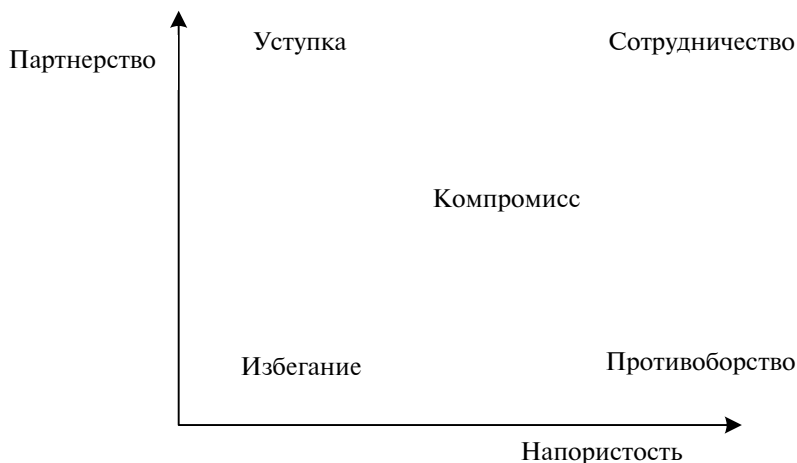 Уступка
Сотрудничество
Партнерство
Компромисс
Избегание
Противоборство
Напористость